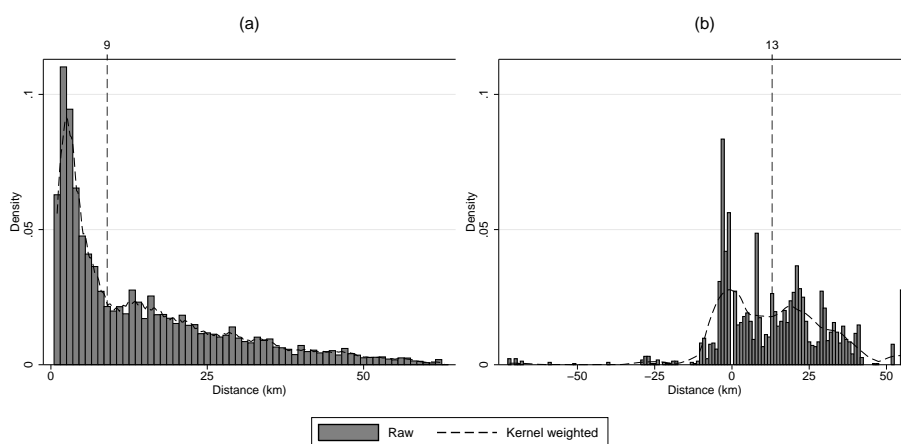 (a)
9
.1
.05
0
Density
0
25
50
Distance (km)
(b)
13
.1
.05
0
Density
−50
−25
0
25
50
Distance (km)
Raw
Kernel weighted